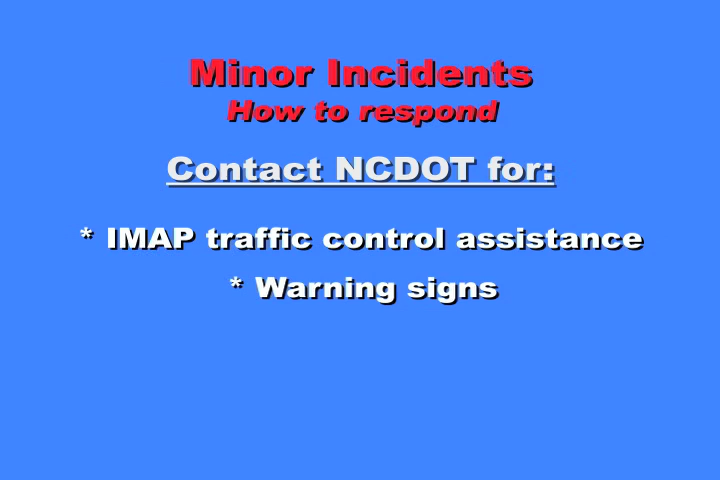 Minor Incidents
How to respond
Contact NCDOT for:
* IMAP traffic control assistance
* Warning signs